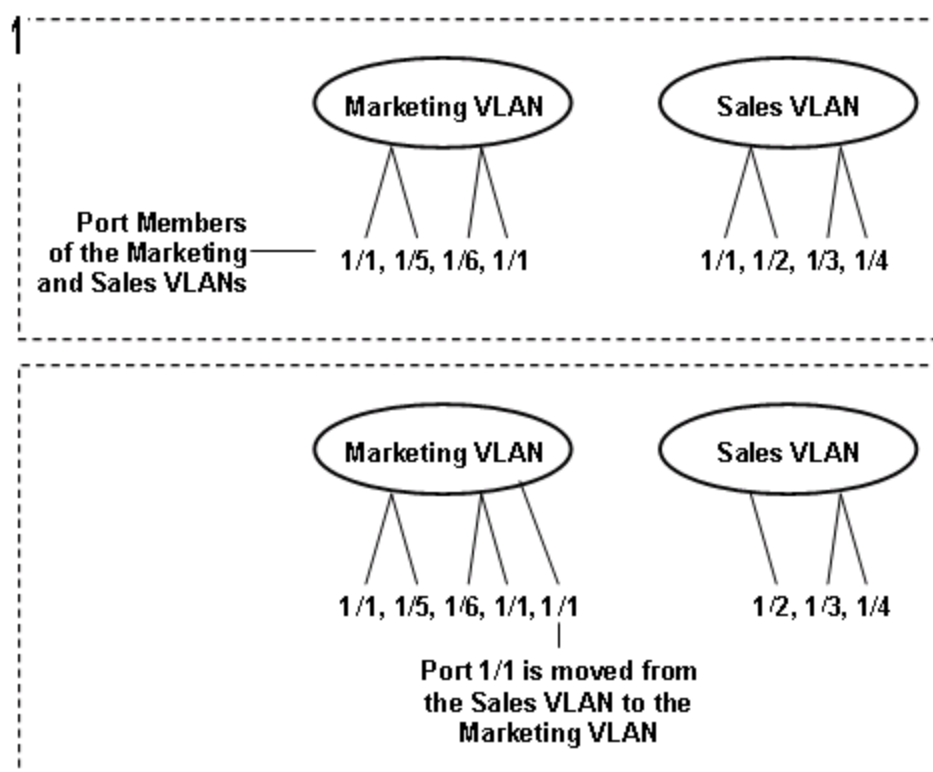 1
Marketing VLAN
Sales VLAN
Port Members
of the Marketing
and Sales VLANs
1/1, 1/5, 1/6, 1/1
1/1, 1/2, 1/3, 1/4
Marketing VLAN
Sales VLAN
1/1, 1/5, 1/6, 1/1, 1/1
1/2, 1/3, 1/4
Port 1/1 is moved from
the Sales VLAN to the
Marketing VLAN